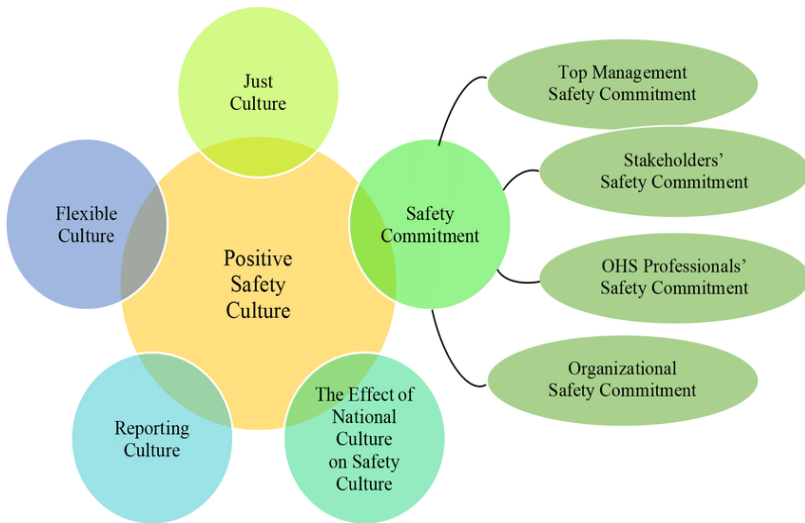 Just
Culture
Flexible
Culture
Positive
Safety
Culture
Safety
Commitment
Reporting
Culture
The Effect of
National
Culture
on Safety
Culture
Top Management
Safety Commitment
Stakeholders’
Safety Commitment
OHS Professionals’
Safety Commitment
Organizational
Safety Commitment